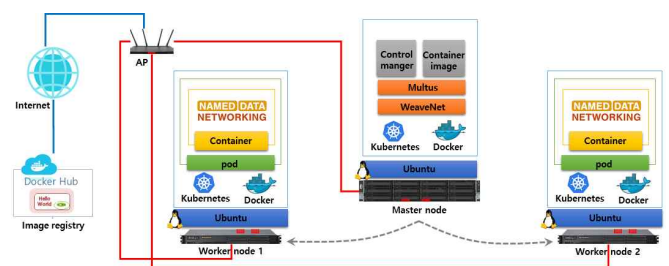 Internet
AP
Docker Hub
Hello
World
Image registry
NAMED DATA
NETWORKING
Container
pod
Kubernetes
Docker
Ubuntu
Worker node 1
Control
manger
Container
image
Multus
WeaveNet
Kubernetes
Docker
Ubuntu
Master node
NAMED DATA
NETWORKING
Container
pod
Kubernetes
Docker
Ubuntu
Worker node 2